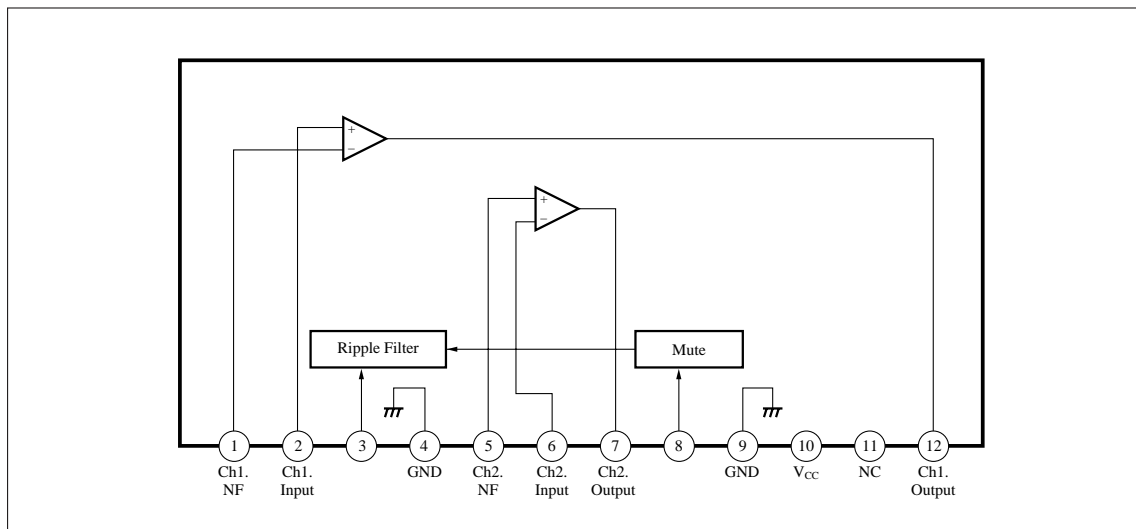 +
−
+
−
Ripple Filter
Mute
1
2
3
4
5
6
7
8
9
10
11
12
Ch1.
NF
Ch1.
Input
GND
Ch2.
NF
Ch2.
Input
Ch2.
Output
GND
VCC
NC
Ch1.
Output